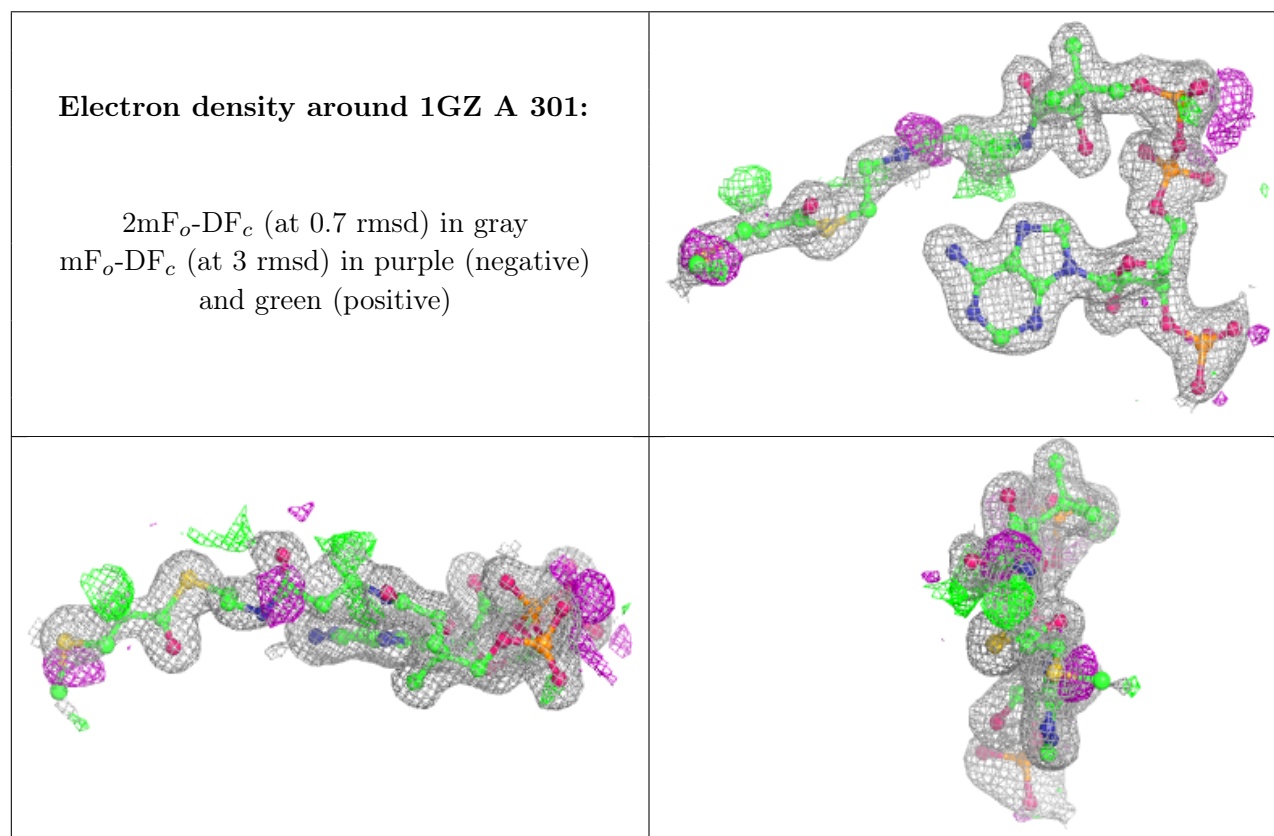 Electron density around 1GZ A 301:
2mFo-DFc (at 0.7 rmsd) in gray
mFo-DFc (at 3 rmsd) in purple (negative)
and green (positive)